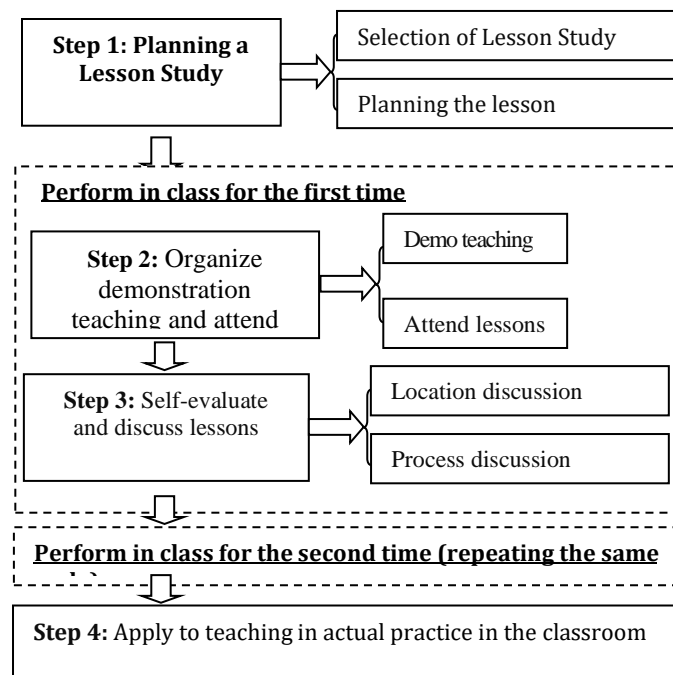 Step 1: Planning a
Lesson Study
Selection of Lesson Study
Planning the lesson
Perform in class for the first time
Step 2: Organize
demonstration
teaching and attend
Demo teaching
Attend lessons
Step 3: Self-evaluate
and discuss lessons
Location discussion
Process discussion
Perform in class for the second time (repeating the same
Step 4: Apply to teaching in actual practice in the classroom